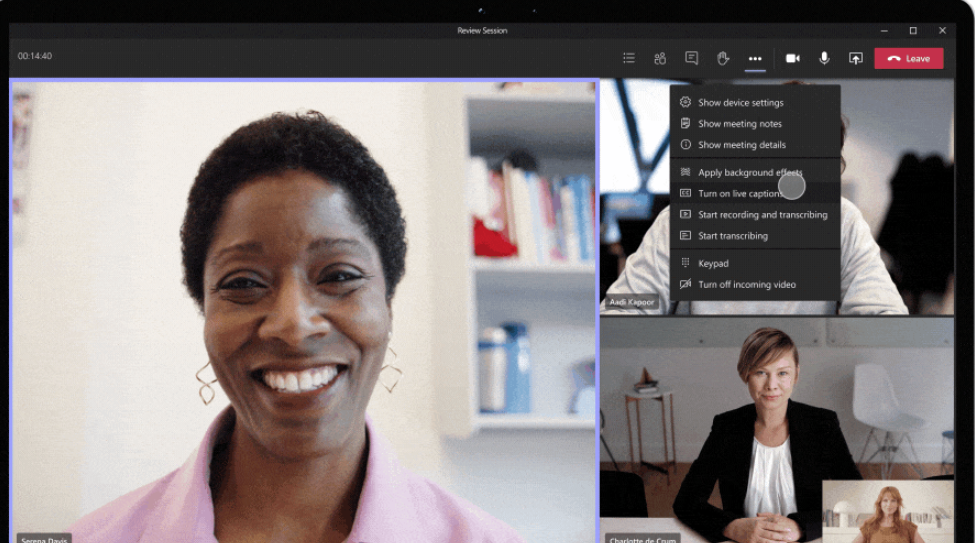 Review Session
00:14:40
Leave
Show device settings
Show meeting notes
Show meeting details
Apply background effects
Turn on live captions
Start recording and transcribing
Start transcribing
Keypad
Turn off incoming video
Aadi Kapoor
Serena Davis
Charlotte de Crum